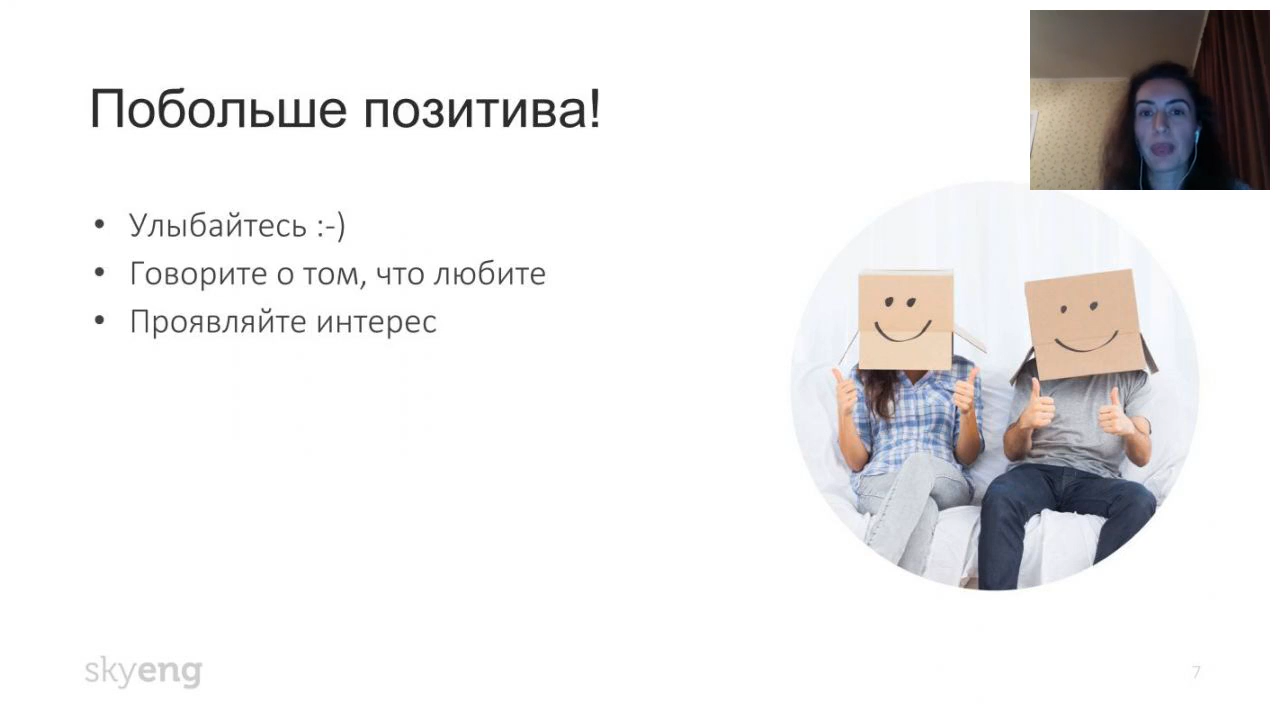 Побольше позитива!
• Улыбайтесь :-)
• Говорите о том, что любите
• Проявляйте интерес
skyeng
7